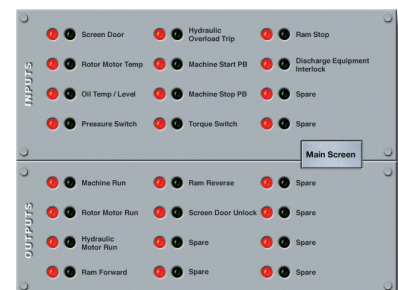 INPUTS
Screen Door
Hydraulic
Overload Trip
Ram Stop
Rotor Motor Temp
Machine Start PB
Discharge Equipment
Interlock
Oil Temp / Level
Machine Stop PB
Spare
Pressure Switch
Torque Switch
Spare
Main Screen
OUTPUTS
Machine Run
Ram Reverse
Spare
Rotor Motor Run
Screen Door Unlock
Spare
Hydraulic
Motor Run
Spare
Spare
Ram Forward
Spare
Spare